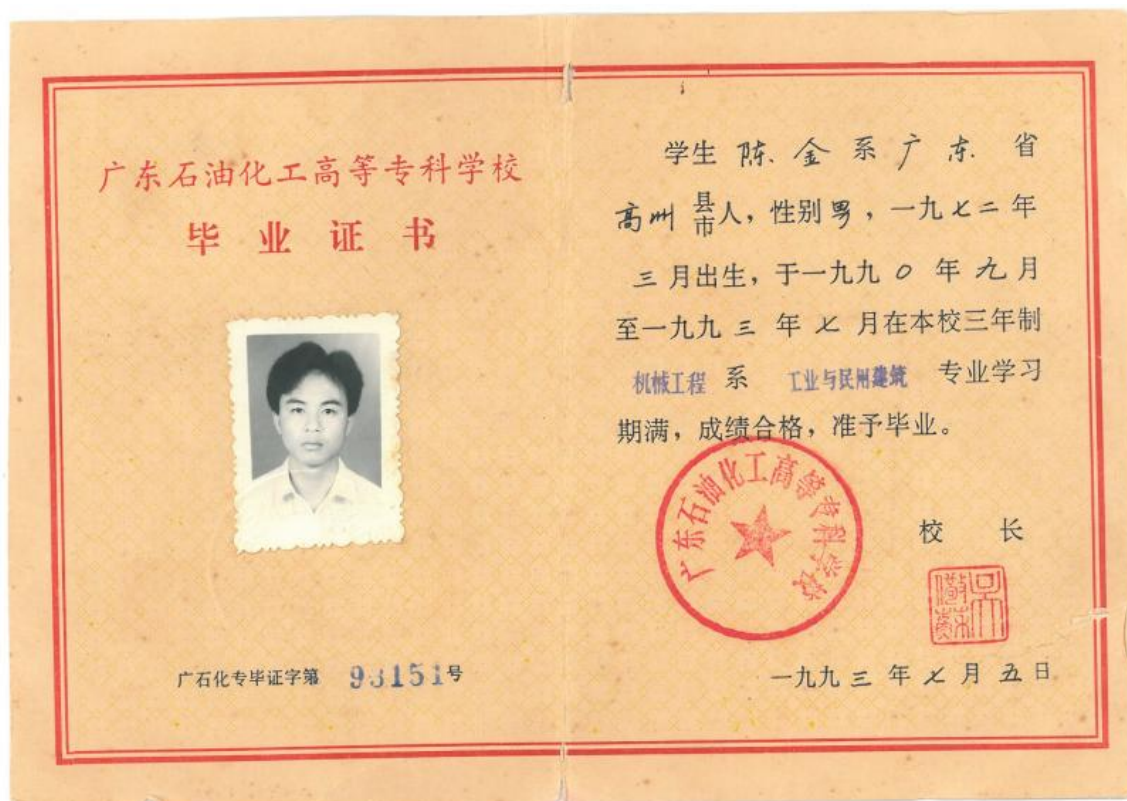 广东石油化工高等专科学校
毕业证书
广石化专毕证字第 93151号
学生 陈金 系 广东 省
高州 县市人，性别男，一九七二年
三月出生，于一九九0年九月
至一九九三年七月在本校三年制
机械工程 系 工业与民用建筑 专业学习
期满，成绩合格，准予毕业。
广东石油化工高等专科学校
校长
一九九三年七月五日